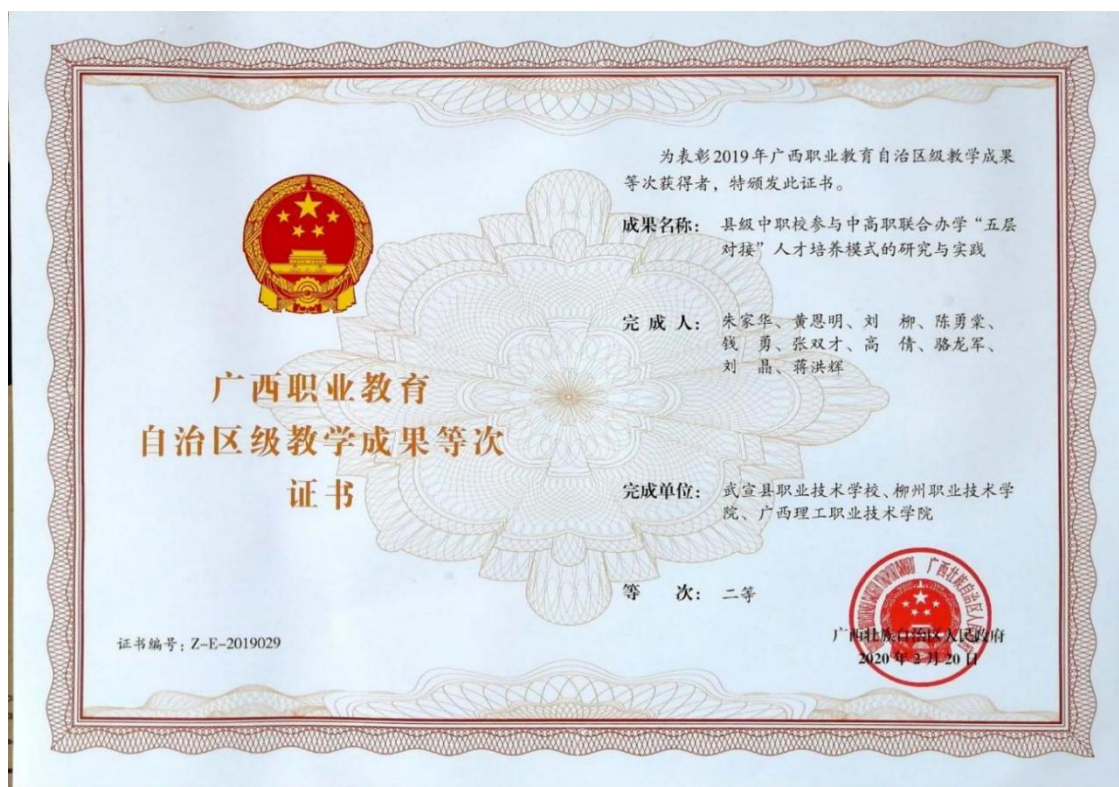 广西职业教育
自治区级教学成果等次
证书
证书编号：Z-E-2019029
为表彰2019年广西职业教育自治区级教学成果
等次获得者，特颁发此证书。
成果名称： 县级中职校参与中高职联合办学“五层
对接”人才培养模式的研究与实践
完成人： 朱家华、黄恩明、刘 柳、陈勇棠、
钱 勇、张双才、高 倩、骆龙军、
刘 晶、蒋洪辉
完成单位： 武宣县职业技术学校、柳州职业技术学
院、广西理工职业技术学院
等 次： 二等
广西壮族自治区人民政府
2020年2月20日